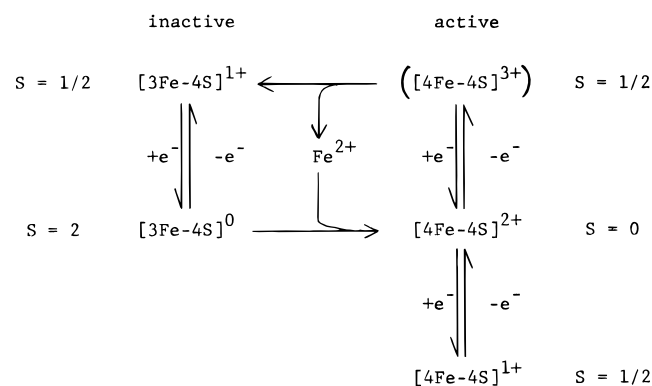 inactive active
S = 1/2 [3Fe-4S]1+ ([4Fe-4S]3+) S = 1/2
+e- -e- Fe2+ +e- -e-
S = 2 [3Fe-4S]0 [4Fe-4S]2+ S = 0
+e- -e-
[4Fe-4S]1+ S = 1/2